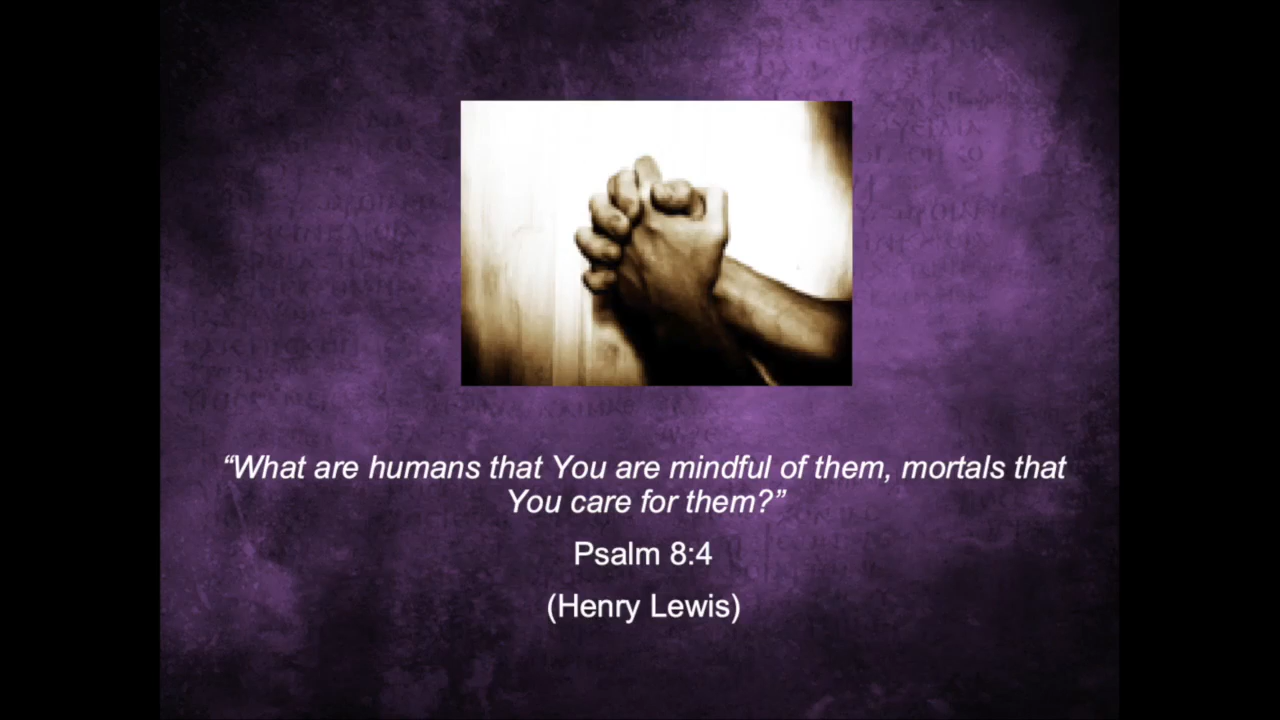 “What are humans that You are mindful of them, mortals that
You care for them?”
Psalm 8:4
(Henry Lewis)